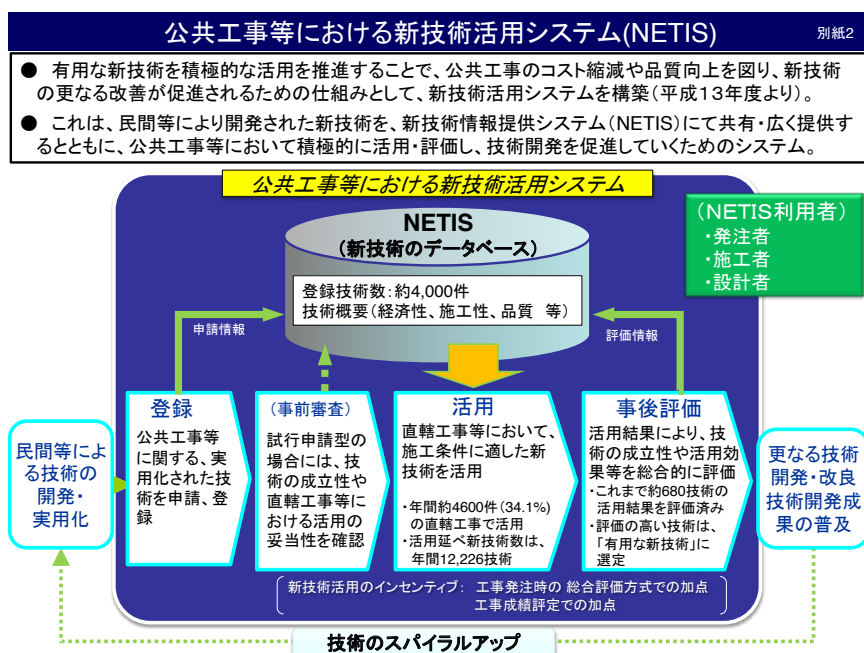 公共工事等における新技術活用システム(NETIS)
別紙2
● 有用な新技術を積極的な活用を推進することで、公共工事のコスト縮減や品質向上を図り、新技術
の更なる改善が促進されるための仕組みとして、新技術活用システムを構築(平成13年度より)。
● これは、民間等により開発された新技術を、新技術情報提供システム(NETIS)にて共有・広く提供す
るとともに、公共工事等において積極的に活用・評価し、技術開発を促進していくためのシステム。
公共工事等における新技術活用システム
NETIS
(新技術のデータベース)
登録技術数:約4,000件
技術概要(経済性、施工性、品質 等)
(NETIS利用者)
・発注者
・施工者
・設計者
申請情報
評価情報
民間等によ
る技術の
開発・
実用化
登録
公共工事等
に関する、実
用化された技
術を申請、登
録
(事前審査)
試行申請型の
場合には、技
術の成立性や
直轄工事等に
おける活用の
妥当性を確認
活用
直轄工事等において、
施工条件に適した新
技術を活用
・年間約4600件(34.1%)
の直轄工事で活用
・活用延べ新技術数は、
年間12,226技術
事後評価
活用結果により、技
術の成立性や活用効
果等を総合的に評価
・これまで約680技術の
活用結果を評価済み
・評価の高い技術は、
「有用な新技術」に
選定
更なる技術
開発・改良
技術開発成
果の普及
新技術活用のインセンティブ: 工事発注時の 総合評価方式での加点
工事成績評定での加点
技術のスパイラルアップ